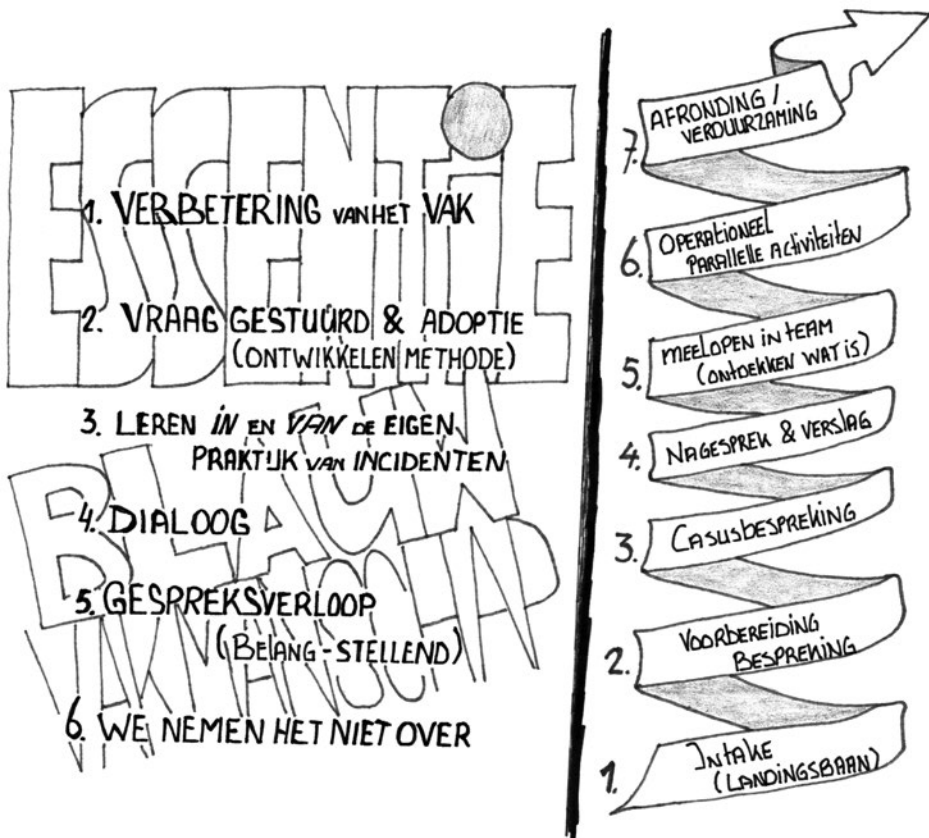 ESSENTiE
1. VERBETERING VAN HET VAK
2. VRAAG GESTUURD & ADOPTIE
(ONTWIKKELEN METHODE)
3. LEREN IN EN VAN DE EIGEN
PRAKTIJK VAN INCIDENTEN
4. DIALOOG
5. GESPREKSVERLOOP
(BELANG-STELLEND)
6. WE NEMEN HET NIET OVER
7. AFRONDING /
VERDUURZAMING
6. OPERATIONEEL
PARALLELLE ACTIVITEITEN
5. MEELOPEN IN TEAM
(ONTDEKKEN WAT IS)
4. NAGESPREK & VERSLAG
3. CASUSBESPREKING
2. VOORBEREIDING
BESPREKING
1. INTAKE
(LANDINGSBAAN)